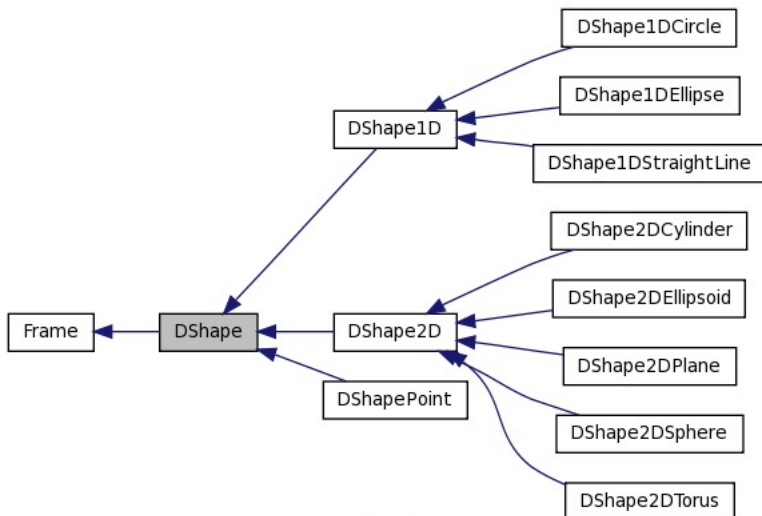 DShape1DCircle
DShape1DEllipse
DShape1D
DShape1DStraightLine
DShape2DCylinder
DShape2DEllipsoid
Frame
DShape
DShape2D
DShape2DPlane
DShapePoint
DShape2DSphere
DShape2DTorus